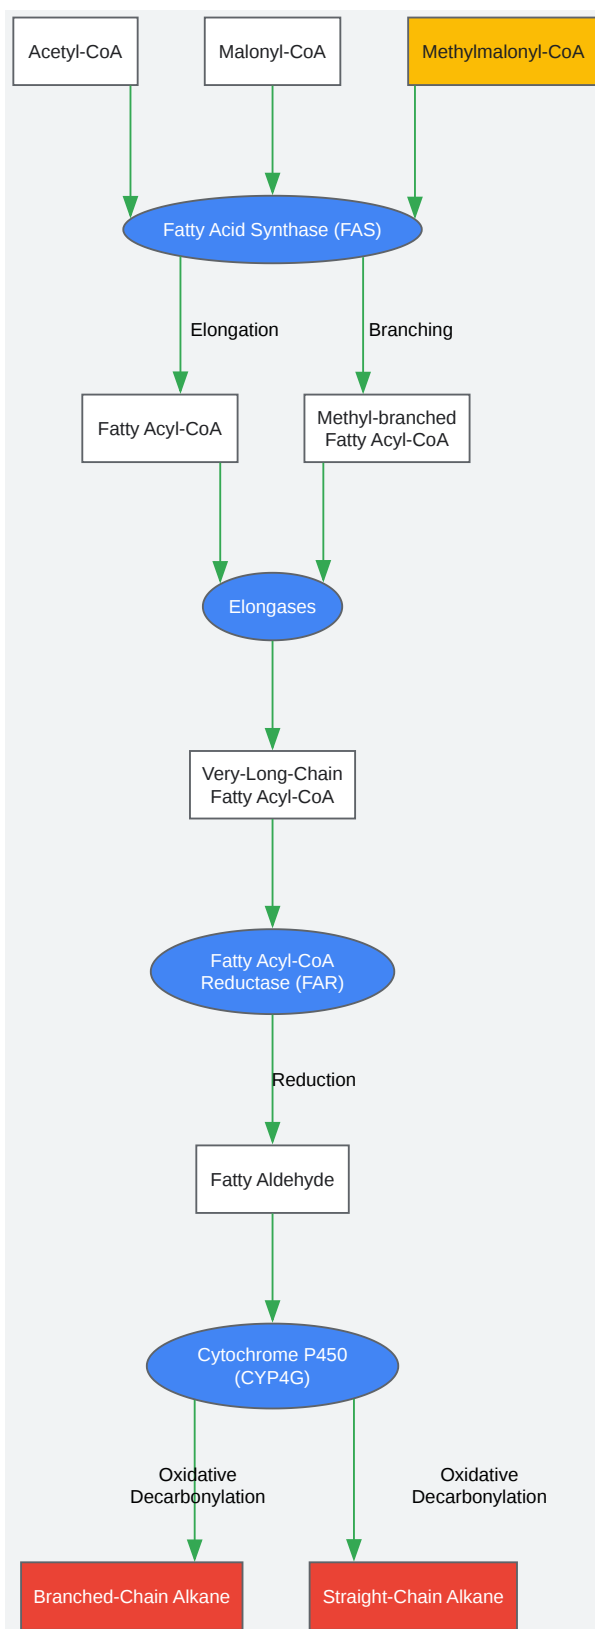 Acetyl-CoA
Malonyl-CoA
Methylmalonyl-CoA
Fatty Acid Synthase (FAS)
Elongation
Branching
Fatty Acyl-CoA
Methyl-branched
Fatty Acyl-CoA
Elongases
Very-Long-Chain
Fatty Acyl-CoA
Fatty Acyl-CoA
Reductase (FAR)
Reduction
Fatty Aldehyde
Cytochrome P450
(CYP4G)
Oxidative
Decarbonylation
Oxidative
Decarbonylation
Branched-Chain Alkane
Straight-Chain Alkane